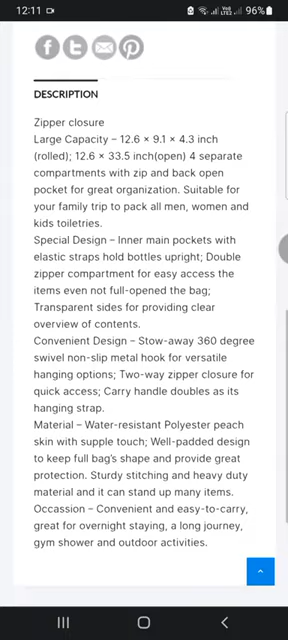 12:11
96%
DESCRIPTION
Zipper closure
Large Capacity – 12.6 × 9.1 × 4.3 inch
(rolled); 12.6 × 33.5 inch(open) 4 separate
compartments with zip and back open
pocket for great organization. Suitable for
your family trip to pack all men, women and
kids toiletries.
Special Design – Inner main pockets with
elastic straps hold bottles upright; Double
zipper compartment for easy access the
items even not full-opened the bag;
Transparent sides for providing clear
overview of contents.
Convenient Design – Stow-away 360 degree
swivel non-slip metal hook for versatile
hanging options; Two-way zipper closure for
quick access; Carry handle doubles as its
hanging strap.
Material – Water-resistant Polyester peach
skin with supple touch; Well-padded design
to keep full bag's shape and provide great
protection. Sturdy stitching and heavy duty
material and it can stand up many items.
Occassion – Convenient and easy-to-carry,
great for overnight staying, a long journey,
gym shower and outdoor activities.